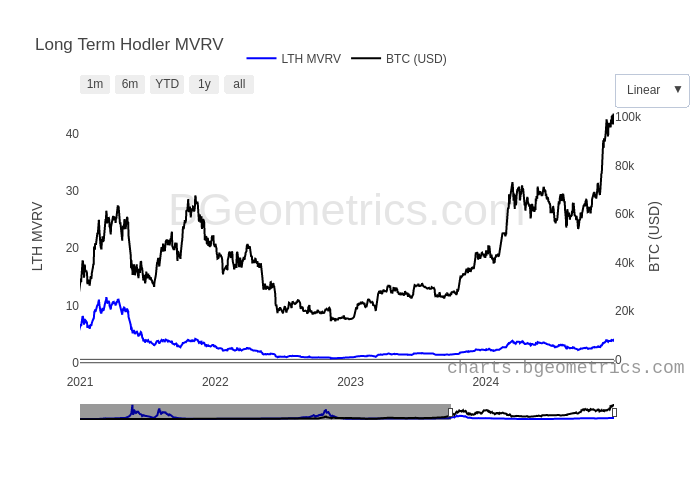 Long Term Hodler MVRV
LTH MVRV BTC (USD)
1m 6m YTD 1y all
Linear ▼
BGeometrics.com
LTH MVRV
40
30
20
10
0
100k
80k
60k
40k
20k
0
BTC (USD)
2021 2022 2023 2024
charts.bgeometrics.com